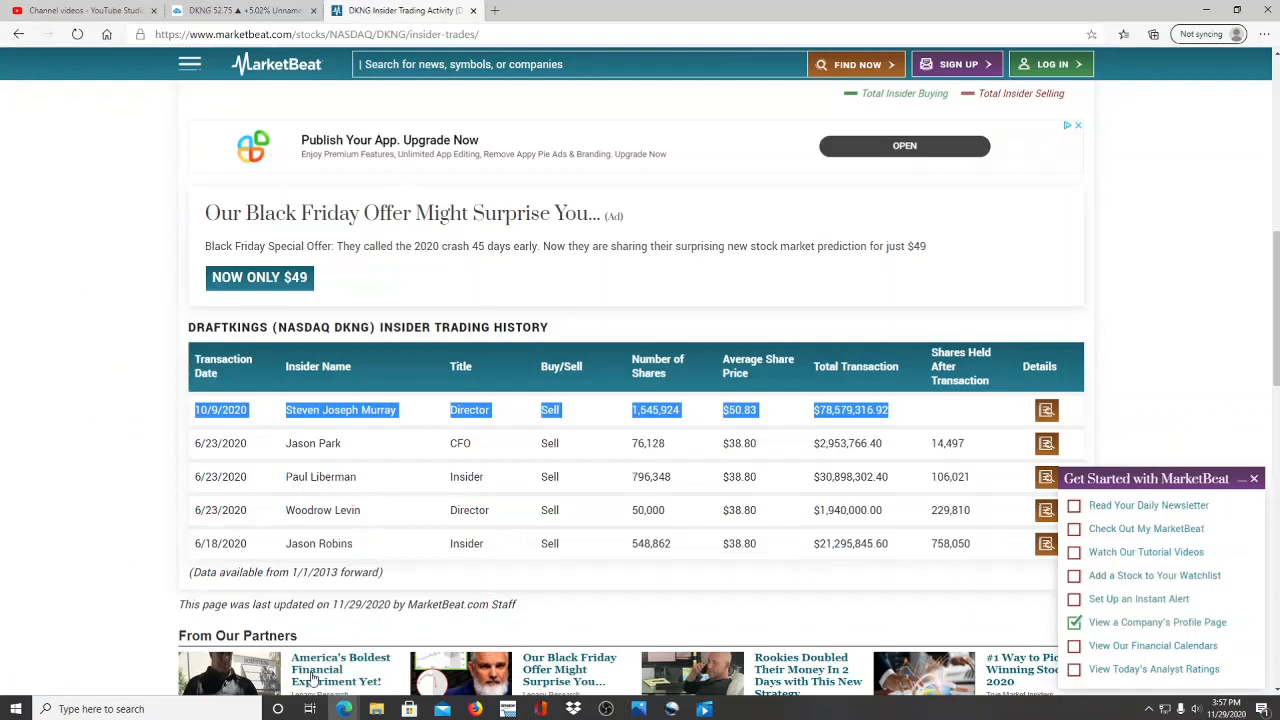 Channel videos - YouTube
DKNG 52.75 ▲ +5.02% Unnamed
DKNG Insider Trading Activity (D
Not syncing
https://www.marketbeat.com/stocks/NASDAQ/DKNG/insider-trades/
MarketBeat
| Search for news, symbols, or companies
FIND NOW
SIGN UP
LOG IN
Total Insider Buying Total Insider Selling
Publish Your App. Upgrade Now
Enjoy Premium Features, Unlimited App Editing, Remove Appy Pie Ads & Branding. Upgrade Now
OPEN
Our Black Friday Offer Might Surprise You... (Ad)
Black Friday Special Offer: They called the 2020 crash 45 days early. Now they are sharing their surprising new stock market prediction for just $49
NOW ONLY $49
DRAFTKINGS (NASDAQ DKNG) INSIDER TRADING HISTORY
Transaction Date Insider Name Title Buy/Sell Number of Shares Average Share Price Total Transaction Shares Held After Transaction Details
10/9/2020 Steven Joseph Murray Director Sell 1,545,924 $50.83 $78,579,316.92
6/23/2020 Jason Park CFO Sell 76,128 $38.80 $2,953,766.40 14,497
6/23/2020 Paul Liberman Insider Sell 796,348 $38.80 $30,898,302.40 106,021
6/23/2020 Woodrow Levin Director Sell 50,000 $38.80 $1,940,000.00 229,810
6/18/2020 Jason Robins Insider Sell 548,862 $38.80 $21,295,845.60 758,050
(Data available from 1/1/2013 forward)
This page was last updated on 11/29/2020 by MarketBeat.com Staff
Get Started with MarketBeat
Read Your Daily Newsletter
Check Out My MarketBeat
Watch Our Tutorial Videos
Add a Stock to Your Watchlist
Set Up an Instant Alert
View a Company's Profile Page
View Our Financial Calendars
View Today's Analyst Ratings
From Our Partners
America's Boldest
Financial
Experiment Yet!
Legacy Research
Our Black Friday
Offer Might
Surprise You...
Legacy Research
Rookies Doubled
Their Money In 2
Days with This New
Strategy
#1 Way to Pic
Winning Stoc
2020
Type here to search
3:57 PM
11/29/2020